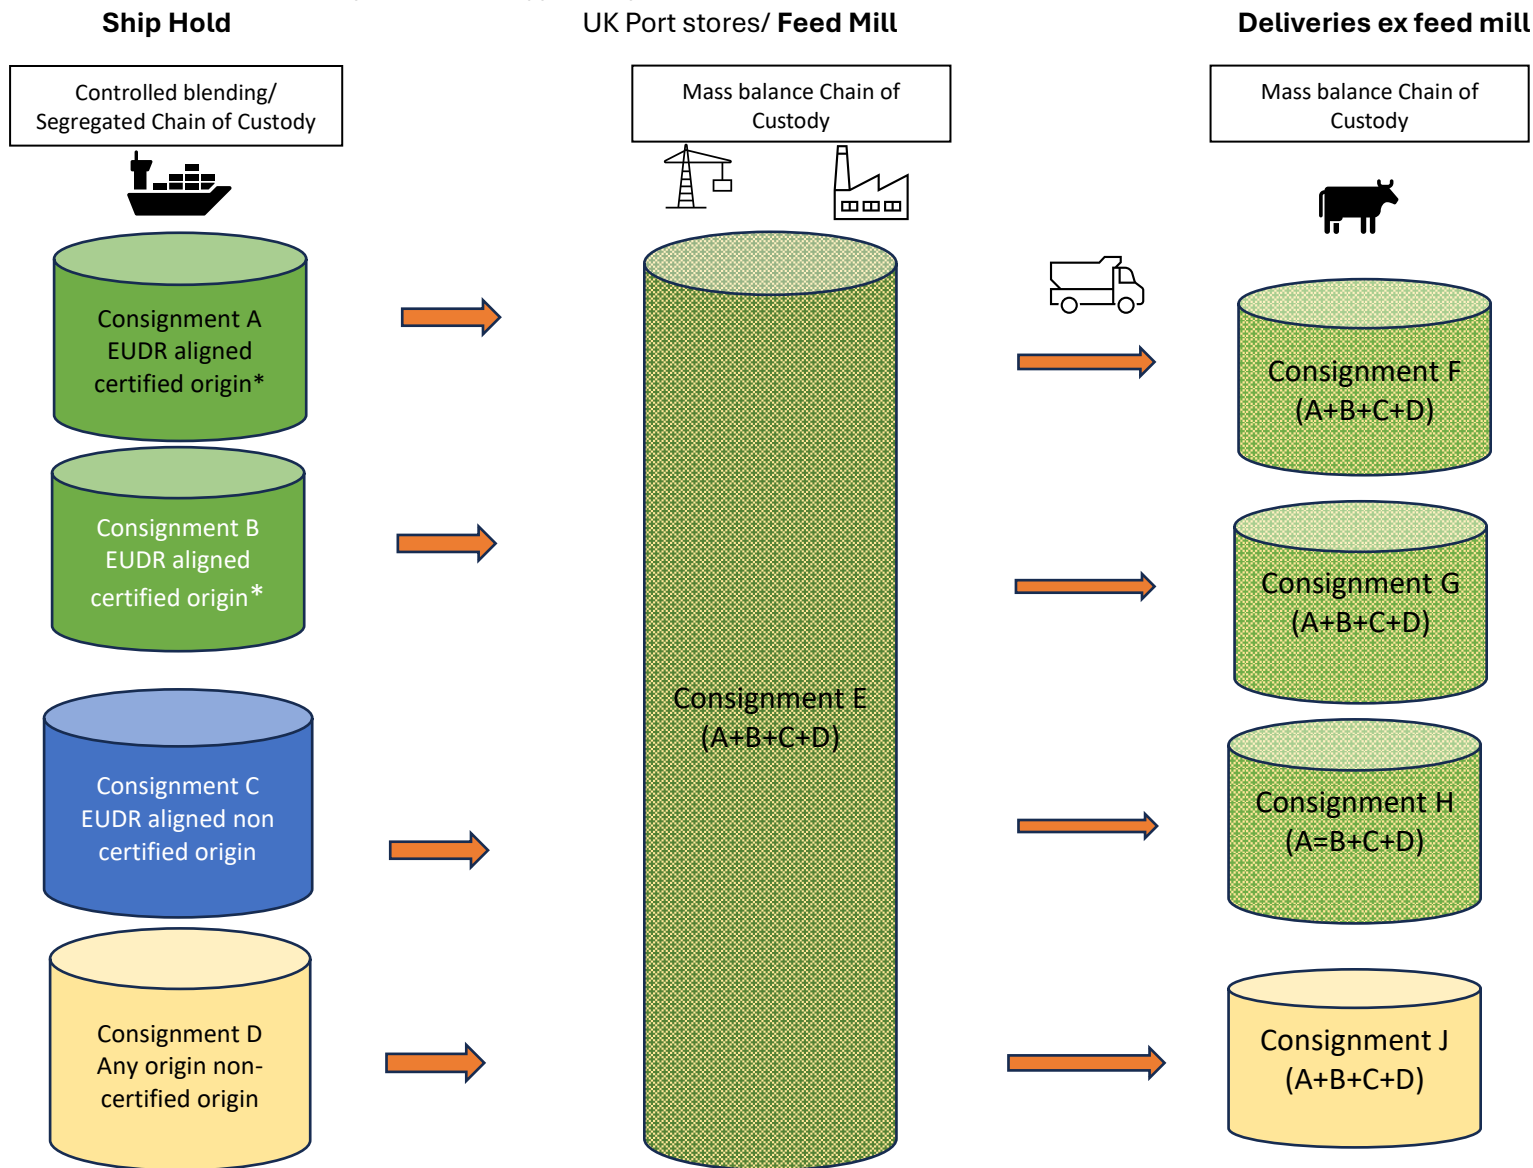 Ship Hold
UK Port stores/ Feed Mill
Deliveries ex feed mill
Controlled blending/
Segregated Chain of Custody
Mass balance Chain of
Custody
Mass balance Chain of
Custody
Consignment A
EUDR aligned
certified origin*
Consignment B
EUDR aligned
certified origin*
Consignment C
EUDR aligned non
certified origin
Consignment D
Any origin non-
certified origin
Consignment E
(A+B+C+D)
Consignment F
(A+B+C+D)
Consignment G
(A+B+C+D)
Consignment H
(A=B+C+D)
Consignment J
(A+B+C+D)